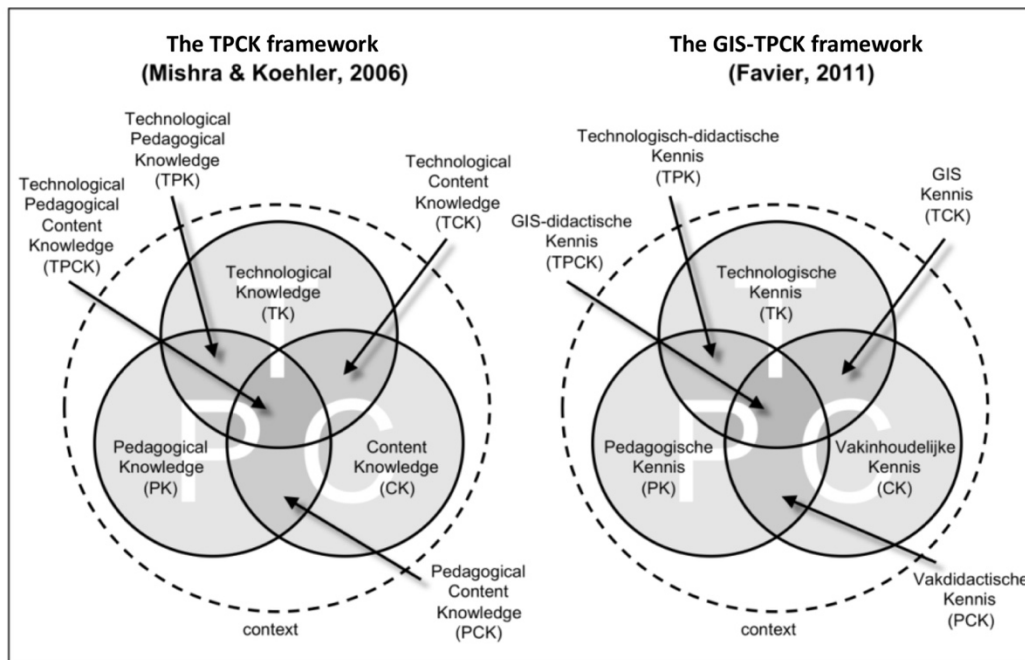 The TPCK framework
(Mishra & Koehler, 2006)
Technological
Pedagogical
Knowledge
(TPK)
Technological
Pedagogical
Content
Knowledge
(TPCK)
Technological
Content
Knowledge
(TCK)
Technological
Knowledge
(TK)
T
P
C
Pedagogical
Knowledge
(PK)
Content
Knowledge
(CK)
Pedagogical
Content
Knowledge
(PCK)
context
The GIS-TPCK framework
(Favier, 2011)
Technologisch-didactische
Kennis
(TPK)
GIS-didactische
Kennis
(TPCK)
GIS
Kennis
(TCK)
Technologische
Kennis
(TK)
T
P
C
Pedagogische
Kennis
(PK)
Vakinhoudelijke
Kennis
(CK)
Vakdidactische
Kennis
(PCK)
context